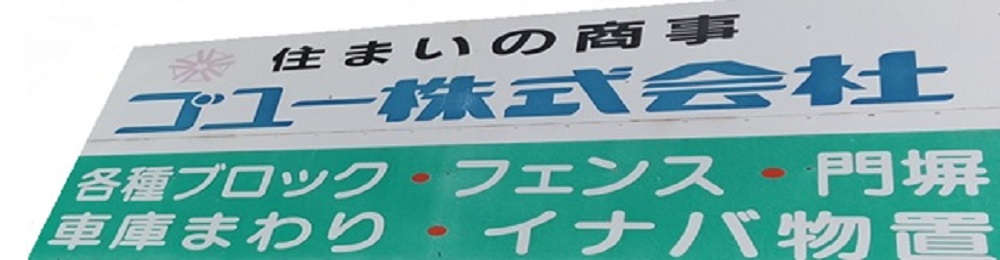 住まいの商事
ゴユー株式会社
各種ブロック・フェンス・門塀
車庫まわり・イナバ物置